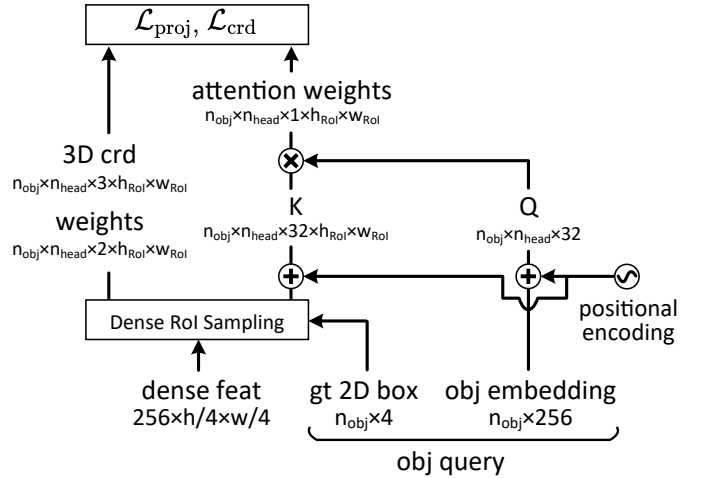 𝓛proj, 𝓛crd
attention weights
nobj×nhead×1×hRoI×wRoI
3D crd
nobj×nhead×3×hRoI×wRoI
weights
nobj×nhead×2×hRoI×wRoI
K
nobj×nhead×32×hRoI×wRoI
Q
nobj×nhead×32
positional
encoding
Dense RoI Sampling
dense feat
256×h/4×w/4
gt 2D box
nobj×4
obj embedding
nobj×256
obj query